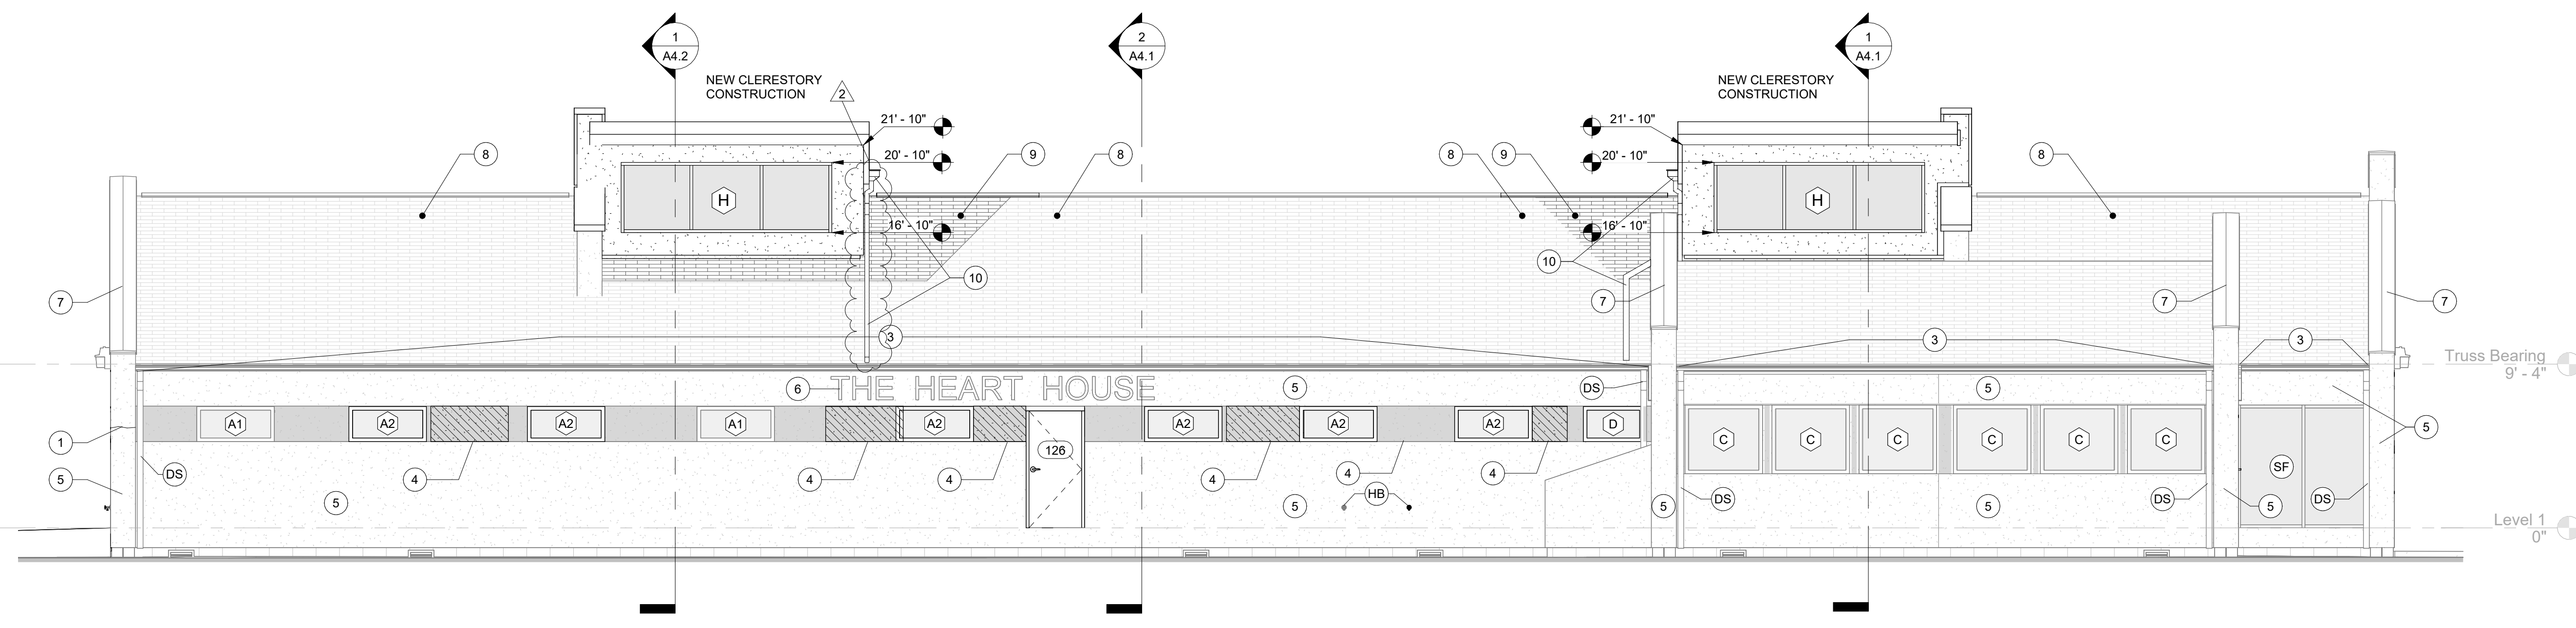 1
A4.2
2
A4.1
1
A4.1
NEW CLERESTORY
CONSTRUCTION
2
NEW CLERESTORY
CONSTRUCTION
21' - 10"
21' - 10"
8
20' - 10"
9
8
8
9
20' - 10"
8
H
H
16' - 10"
16' - 10"
10
10
7
7
7
7
3
3
3
Truss Bearing
9' - 4"
6
THE HEART HOUSE
5
DS
5
A1
A2
A2
A1
A2
A2
A2
A2
D
C
C
C
C
C
C
5
1
126
SF
DS
4
4
4
4
4
4
5
5
5
HB
5
DS
5
DS
5
DS
Level 1
0"